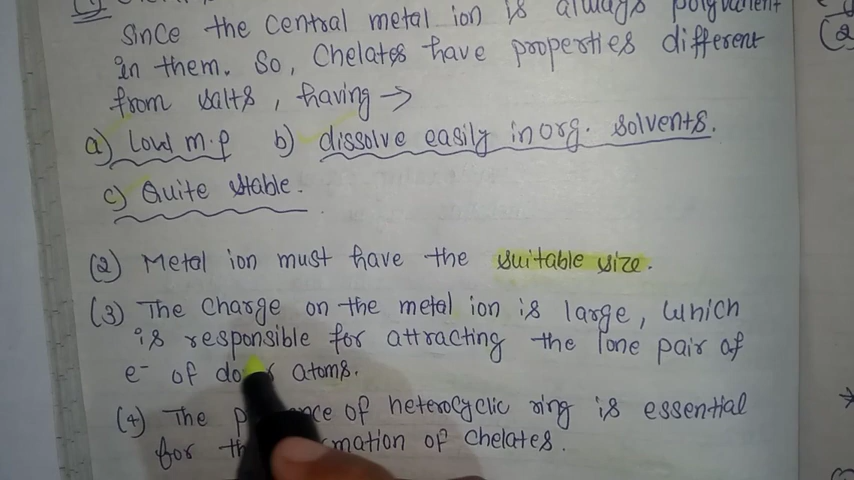 since the central metal ion is always polyvalent
in them. So, Chelates have properties different
from salts, having →
a) Low m.p b) dissolve easily in org. solvents.
c) Quite stable.
(2) Metal ion must have the suitable size.
(3) The Charge on the metal ion is large, which
is responsible for attracting the lone pair of
e- of atoms.
(4) The of heterocyclic ring is essential
for of Chelates.